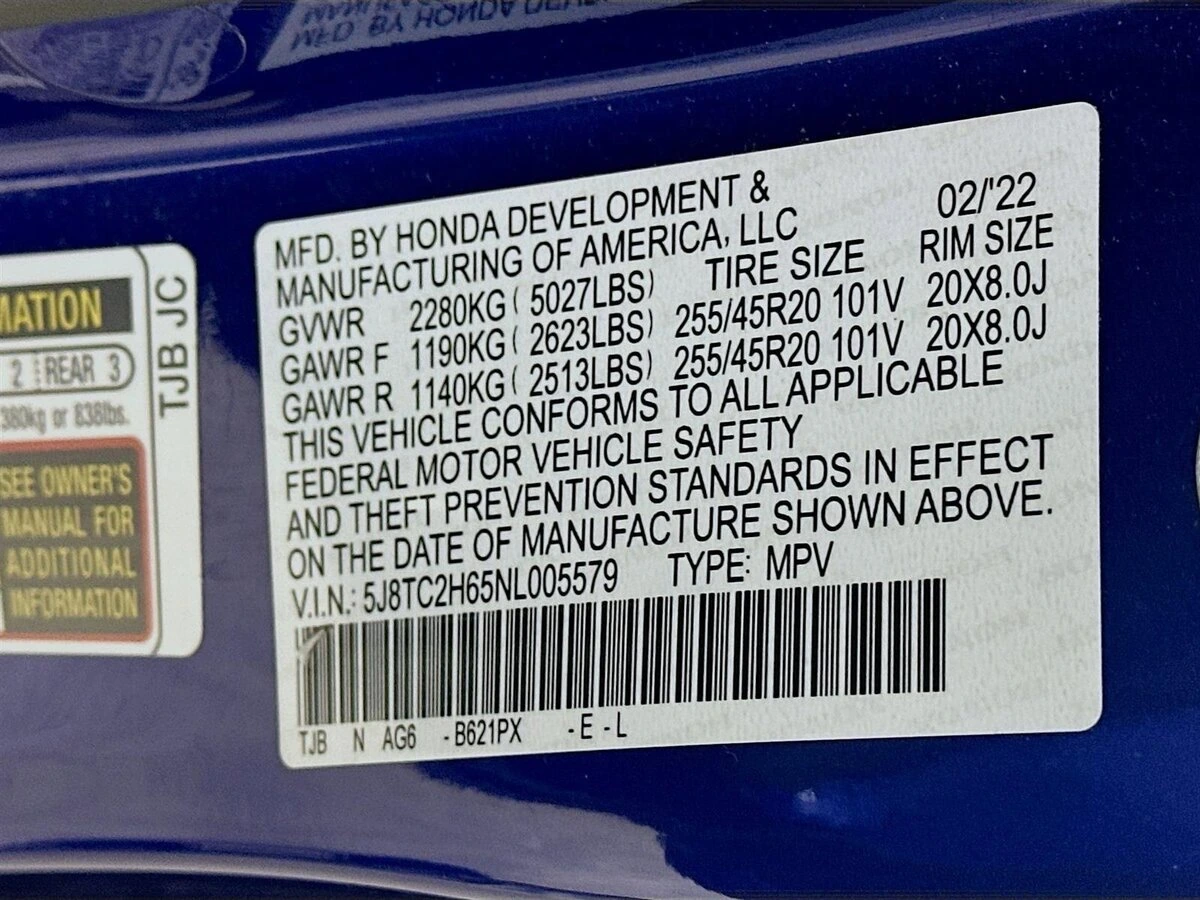 MATION
2 REAR 3
380kg or 838lbs.
SEE OWNER'S
MANUAL FOR
ADDITIONAL
INFORMATION
TJB JC
MFD. BY HONDA DEVELOPMENT &
MANUFACTURING OF AMERICA, LLC 02/'22
GVWR 2280KG ( 5027LBS) TIRE SIZE RIM SIZE
GAWR F 1190KG ( 2623LBS) 255/45R20 101V 20X8.0J
GAWR R 1140KG ( 2513LBS) 255/45R20 101V 20X8.0J
THIS VEHICLE CONFORMS TO ALL APPLICABLE
FEDERAL MOTOR VEHICLE SAFETY
AND THEFT PREVENTION STANDARDS IN EFFECT
ON THE DATE OF MANUFACTURE SHOWN ABOVE.
V.I.N.: 5J8TC2H65NL005579 TYPE: MPV
TJB N AG6 -B621PX -E -L